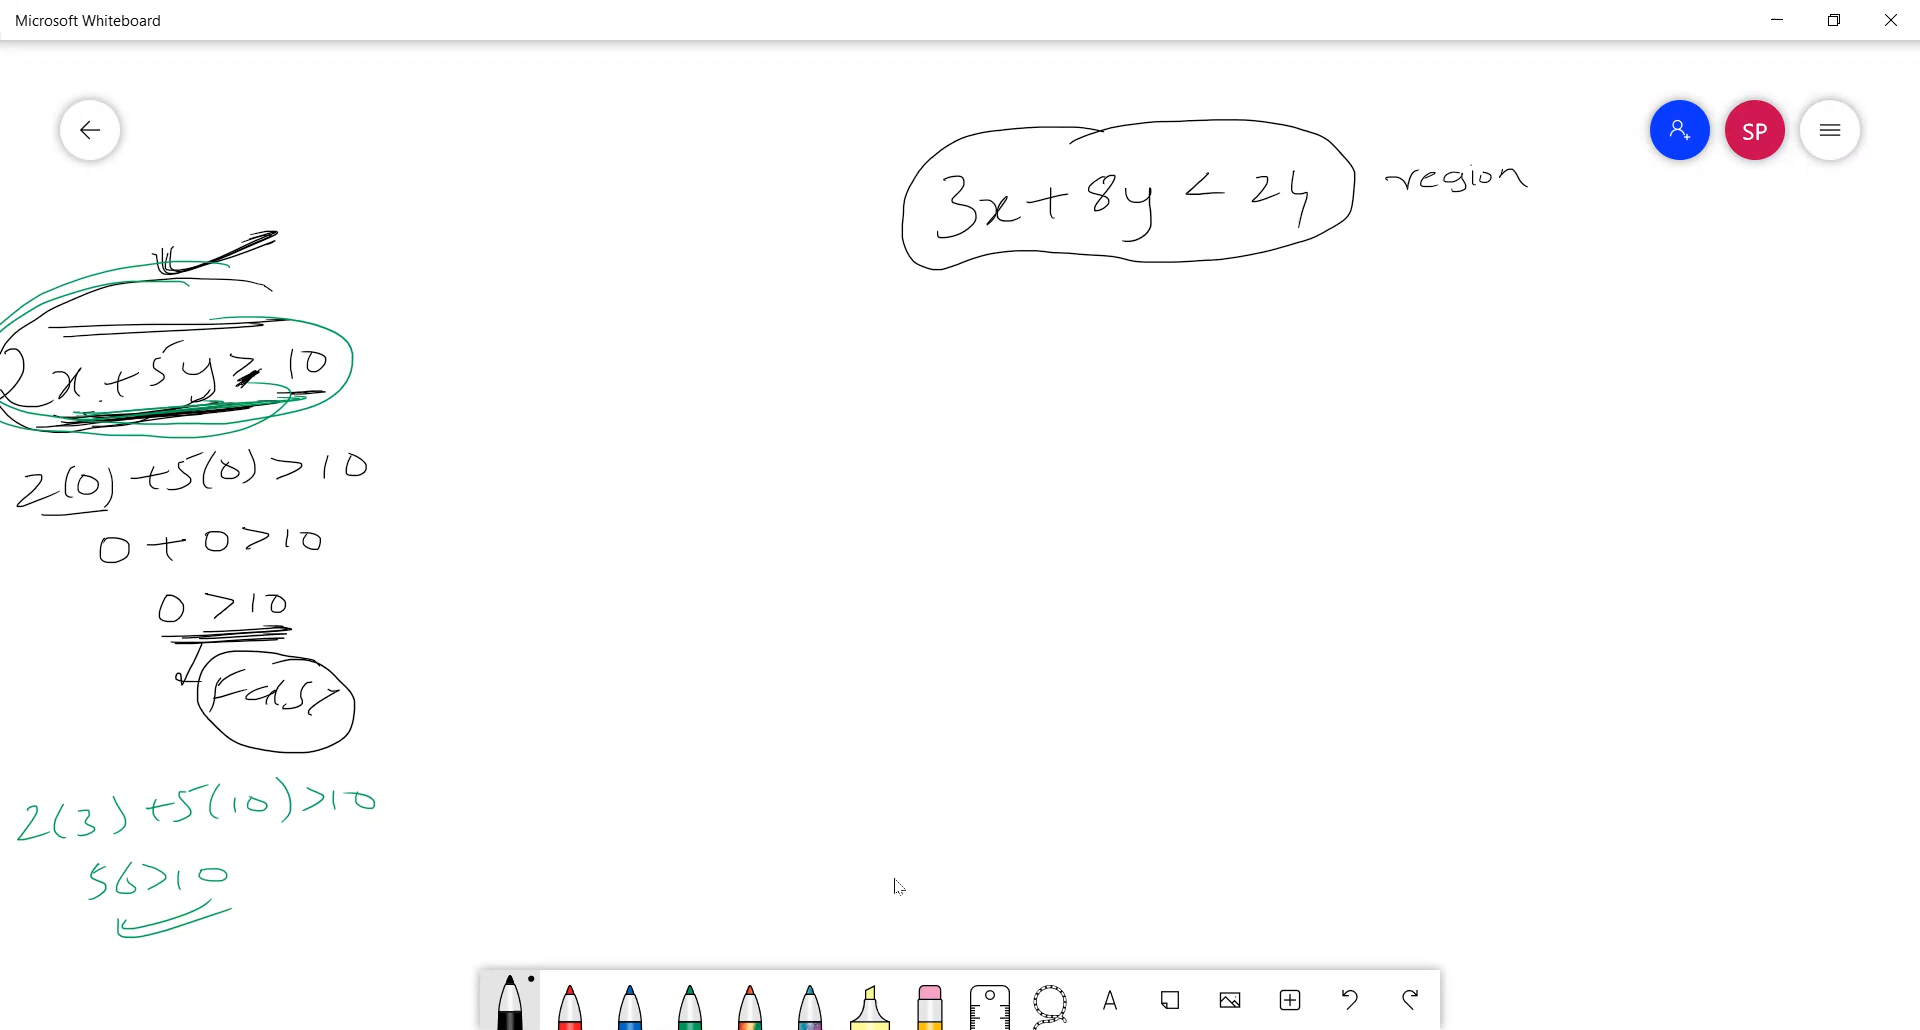 Microsoft Whiteboard
SP
3x+8y < 24 region
2x+5y > 10
2(0)+5(0)>10
0+0>10
0>10
False
2(3)+5(10)>10
56>10
A